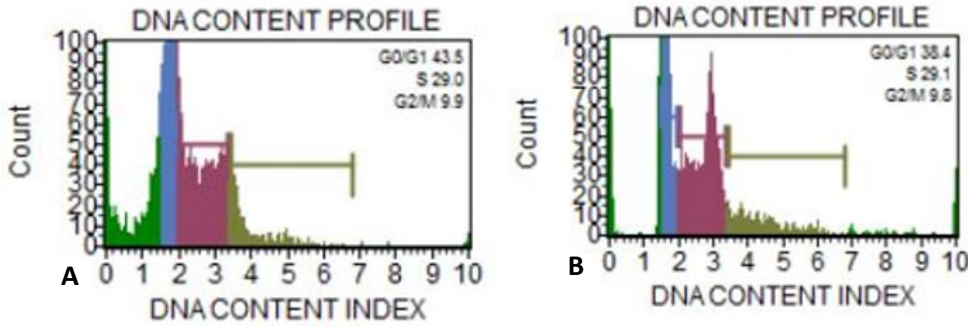 DNA CONTENT PROFILE
G0/G1 43.5
S 29.0
G2/M 9.9
Count
100
90
80
70
60
50
40
30
20
10
0
0 1 2 3 4 5 6 7 8 9 10
A
DNA CONTENT INDEX
DNA CONTENT PROFILE
G0/G1 38.4
S 29.1
G2/M 9.8
Count
100
90
80
70
60
50
40
30
20
10
0
0 1 2 3 4 5 6 7 8 9 10
B
DNA CONTENT INDEX